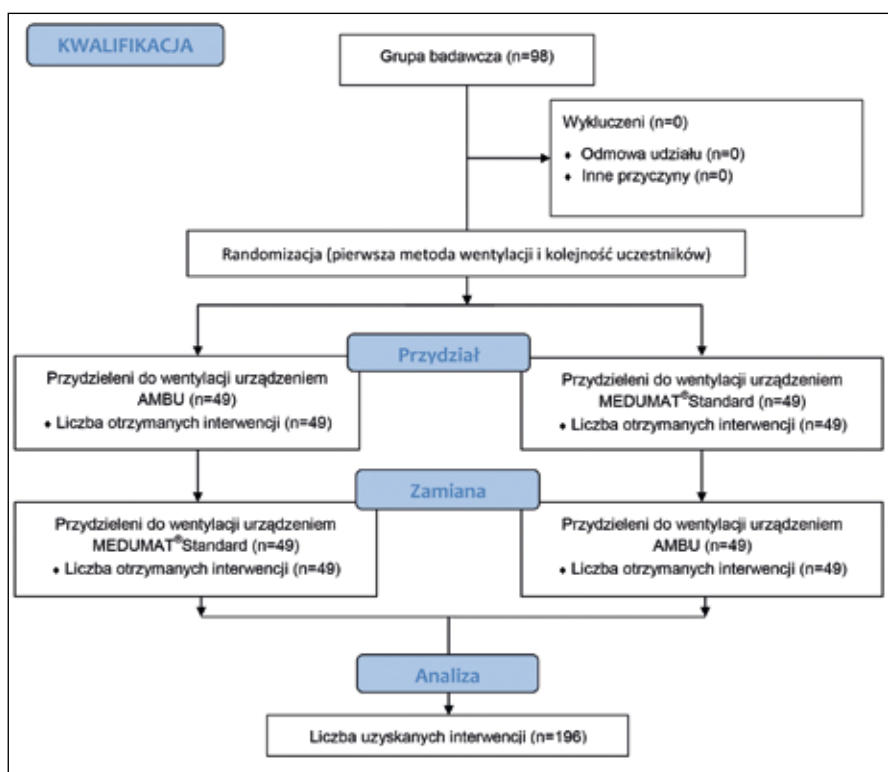 KWALIFIKACJA
Grupa badawcza (n=98)
Wykluczeni (n=0)
♦ Odmowa udziału (n=0)
♦ Inne przyczyny (n=0)
Randomizacja (pierwsza metoda wentylacji i kolejność uczestników)
Przydział
Przydzieleni do wentylacji urządzeniem
AMBU (n=49)
♦ Liczba otrzymanych interwencji (n=49)
Przydzieleni do wentylacji urządzeniem
MEDUMAT®Standard (n=49)
♦ Liczba otrzymanych interwencji (n=49)
Zamiana
Przydzieleni do wentylacji urządzeniem
MEDUMAT®Standard (n=49)
♦ Liczba otrzymanych interwencji (n=49)
Przydzieleni do wentylacji urządzeniem
AMBU (n=49)
♦ Liczba otrzymanych interwencji (n=49)
Analiza
Liczba uzyskanych interwencji (n=196)